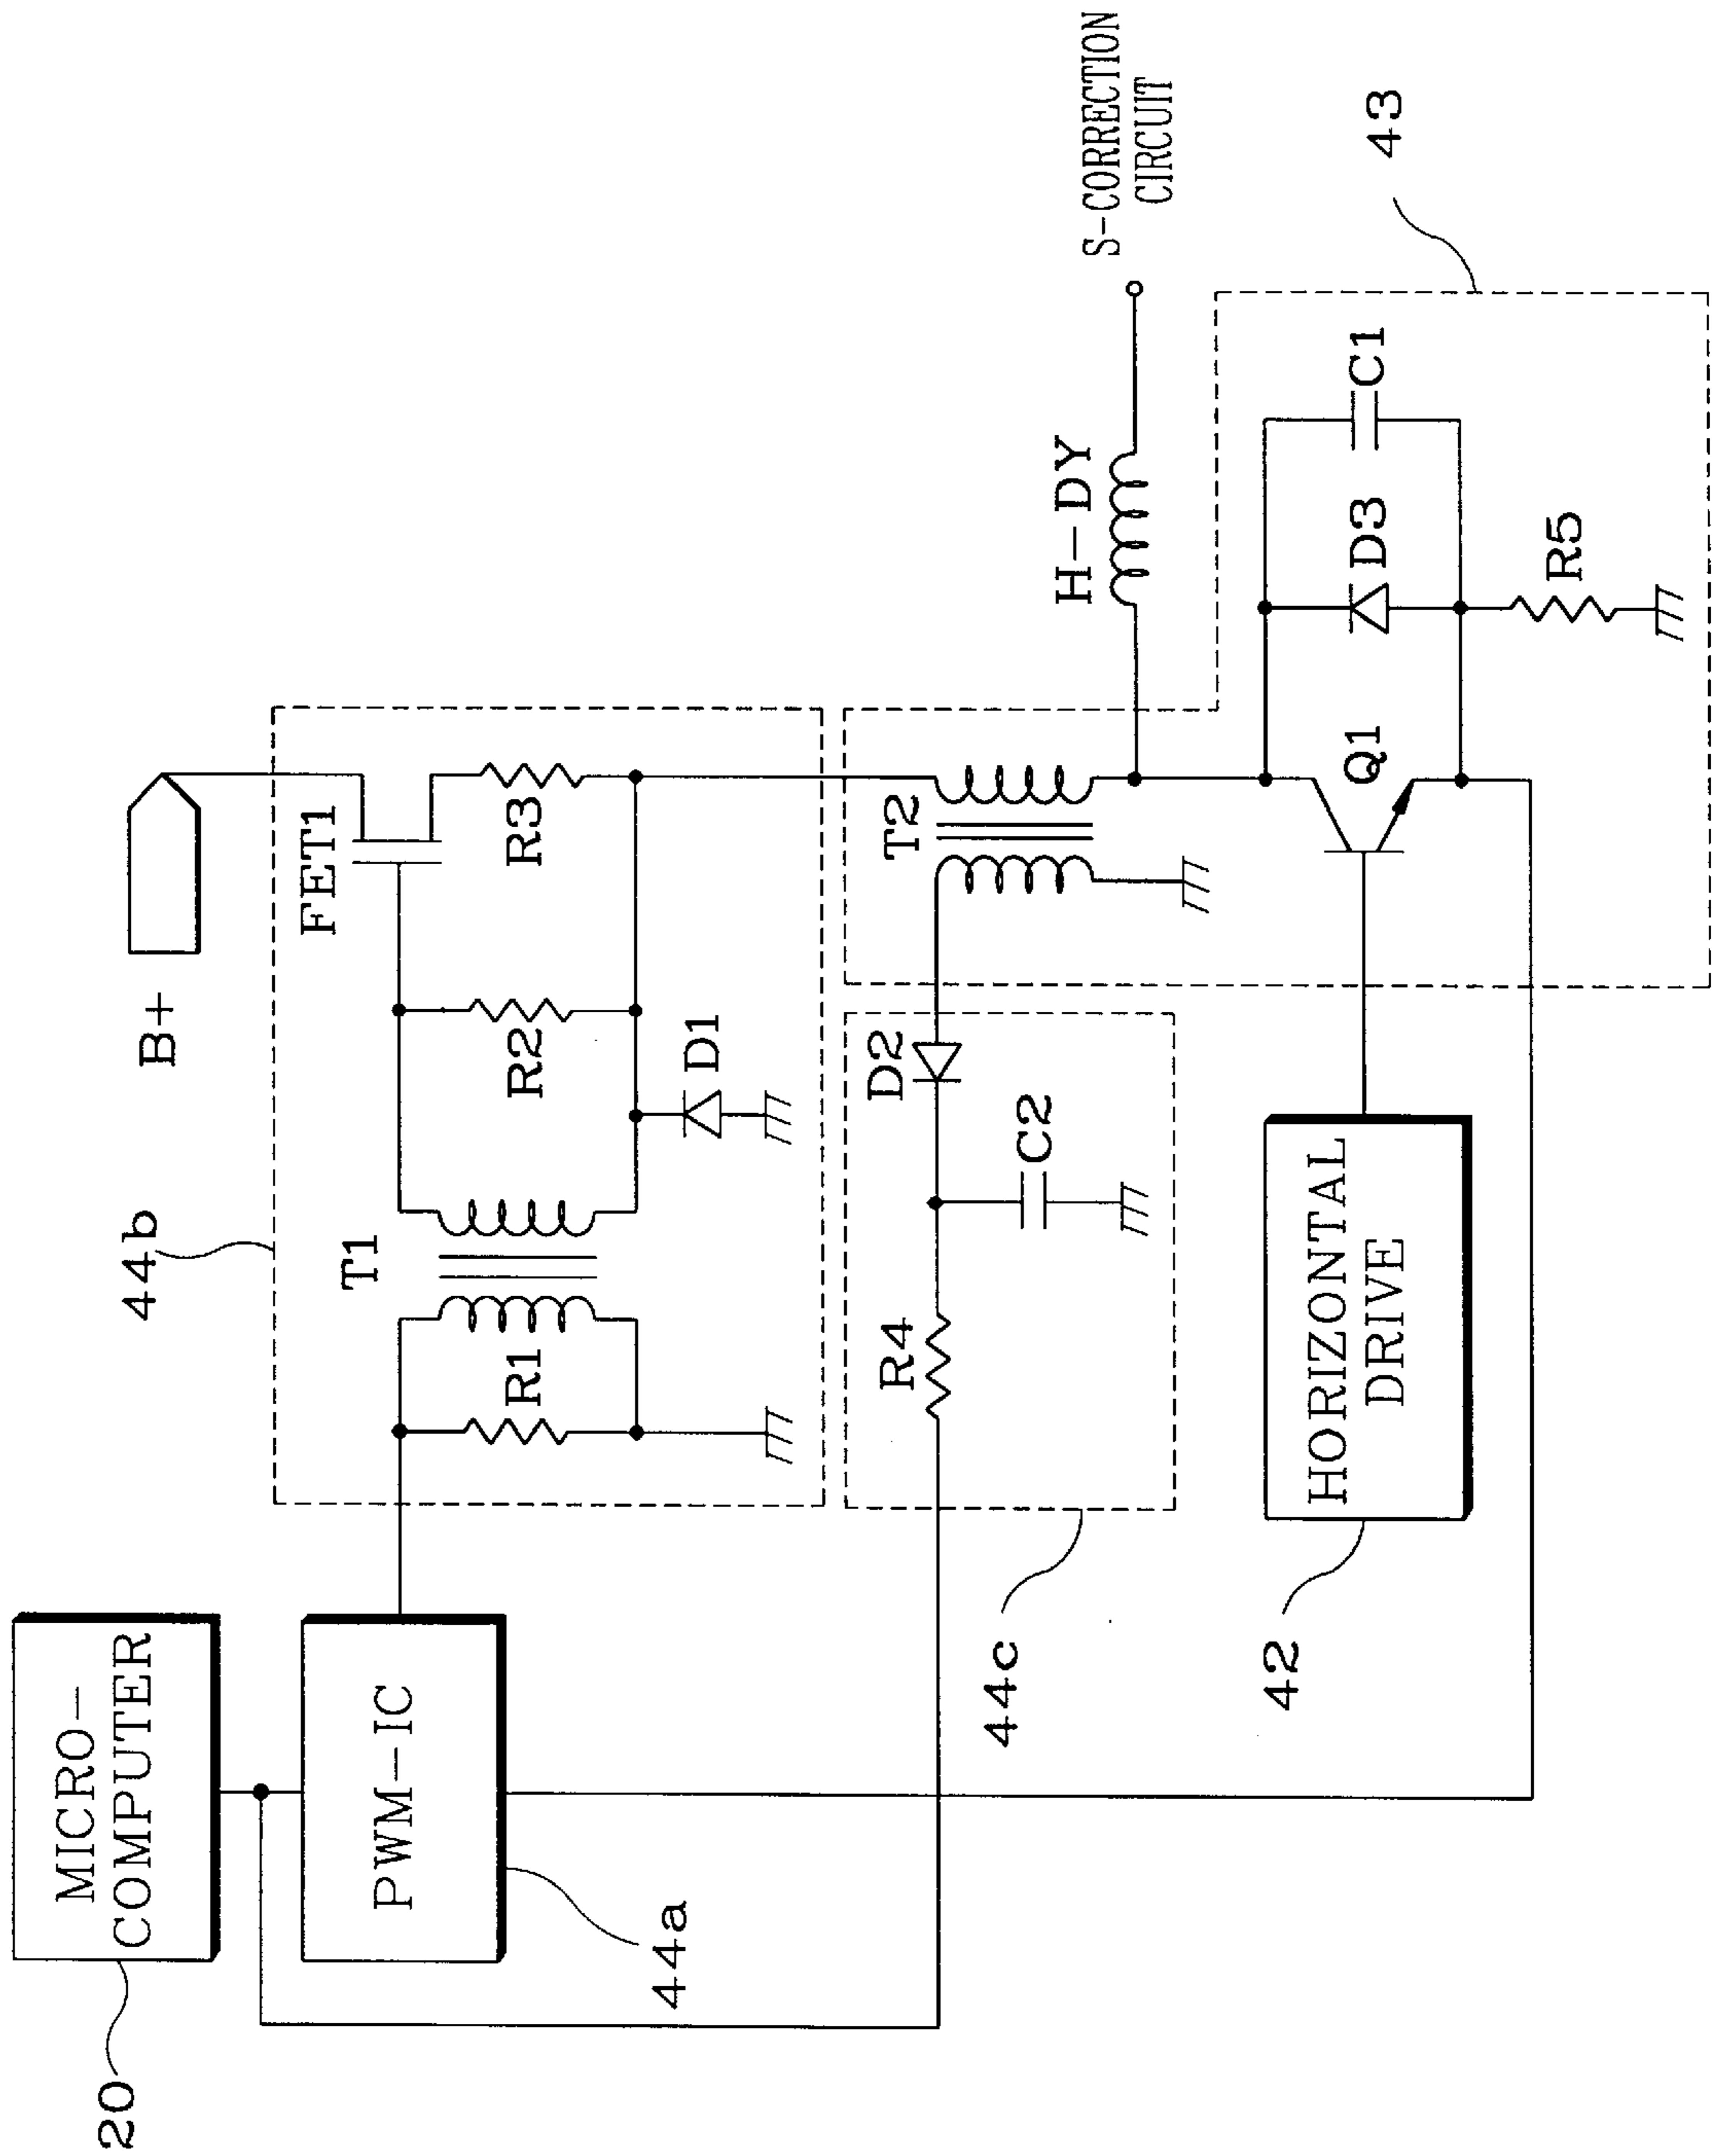 20
MICRO-
COMPUTER
PWM-IC
44a
44b
B+
FET1
R3
R2
D1
T1
R1
T2
H-DY
S-CORRECTION
CIRCUIT
43
D2
C2
R4
44c
Q1
D3
C1
R5
HORIZONTAL
DRIVE
42